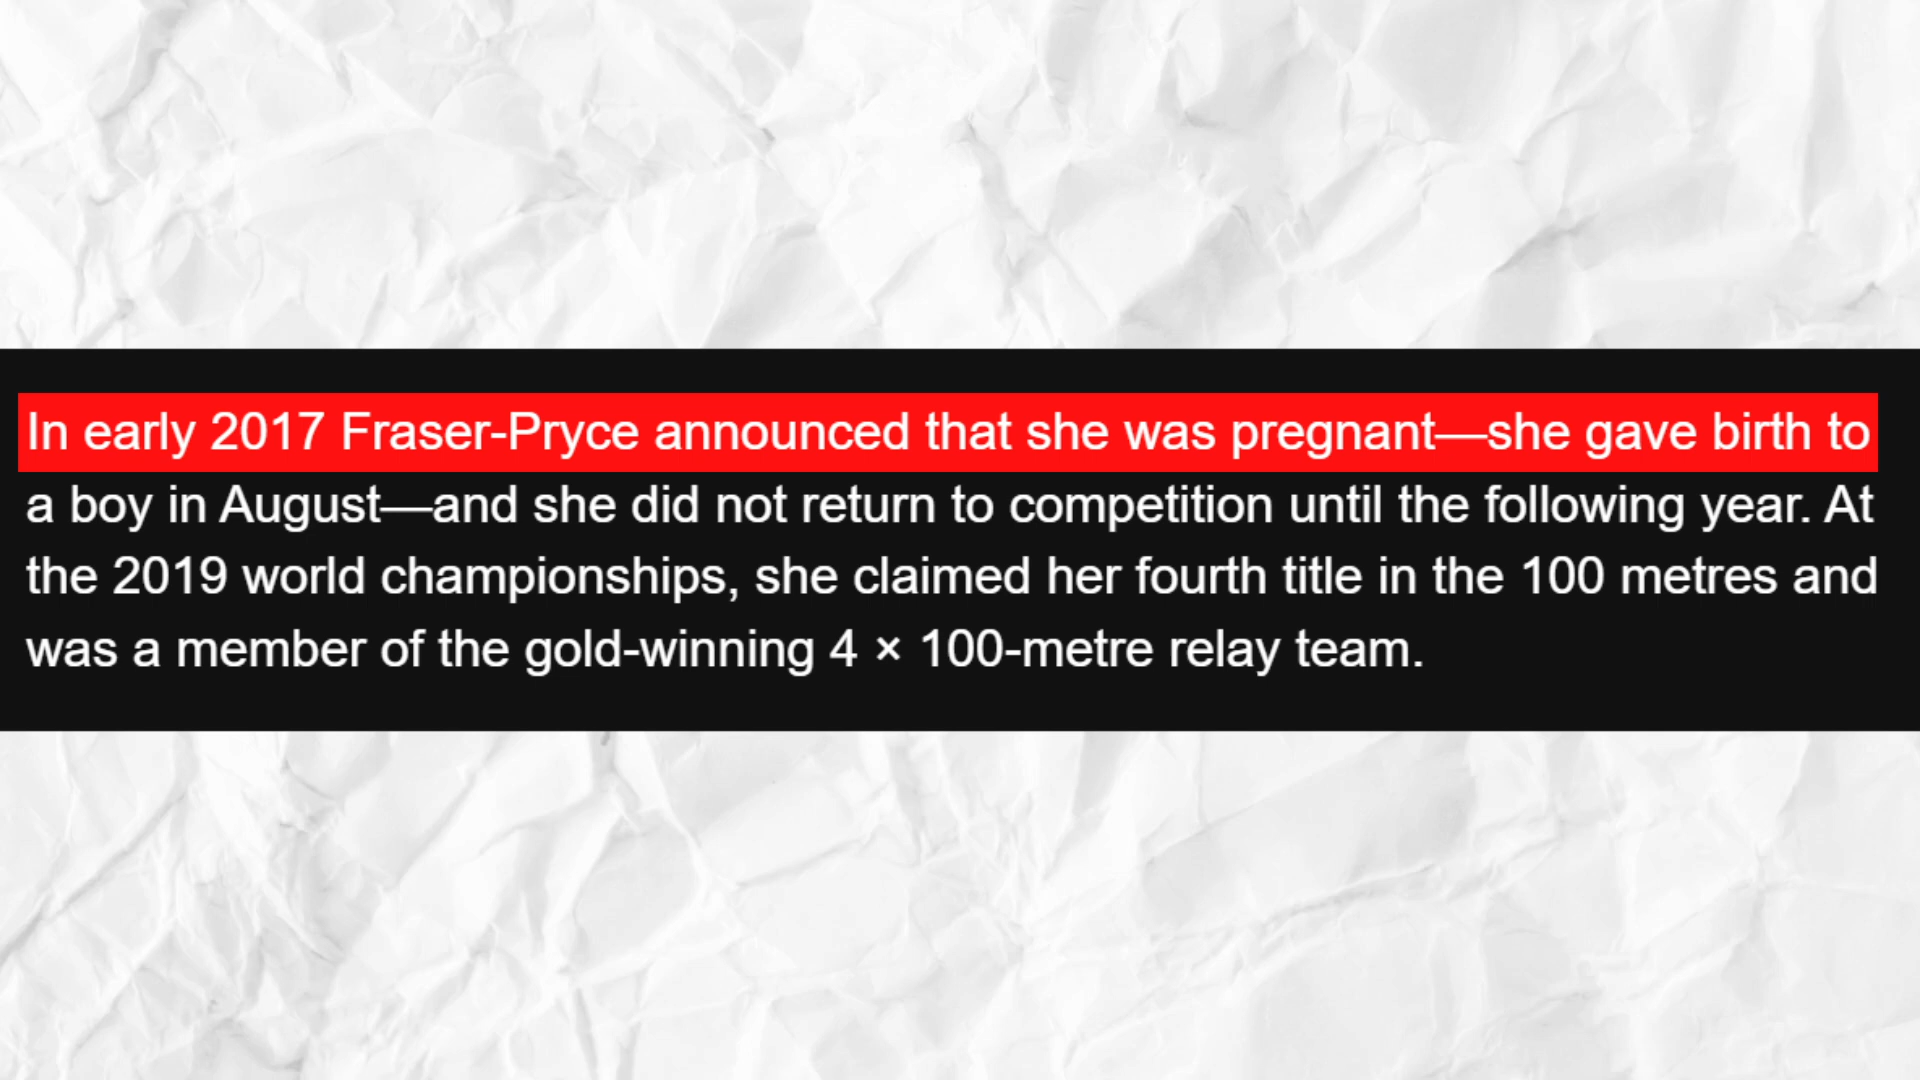 In early 2017 Fraser-Pryce announced that she was pregnant—she gave birth to
a boy in August—and she did not return to competition until the following year. At
the 2019 world championships, she claimed her fourth title in the 100 metres and
was a member of the gold-winning 4 × 100-metre relay team.